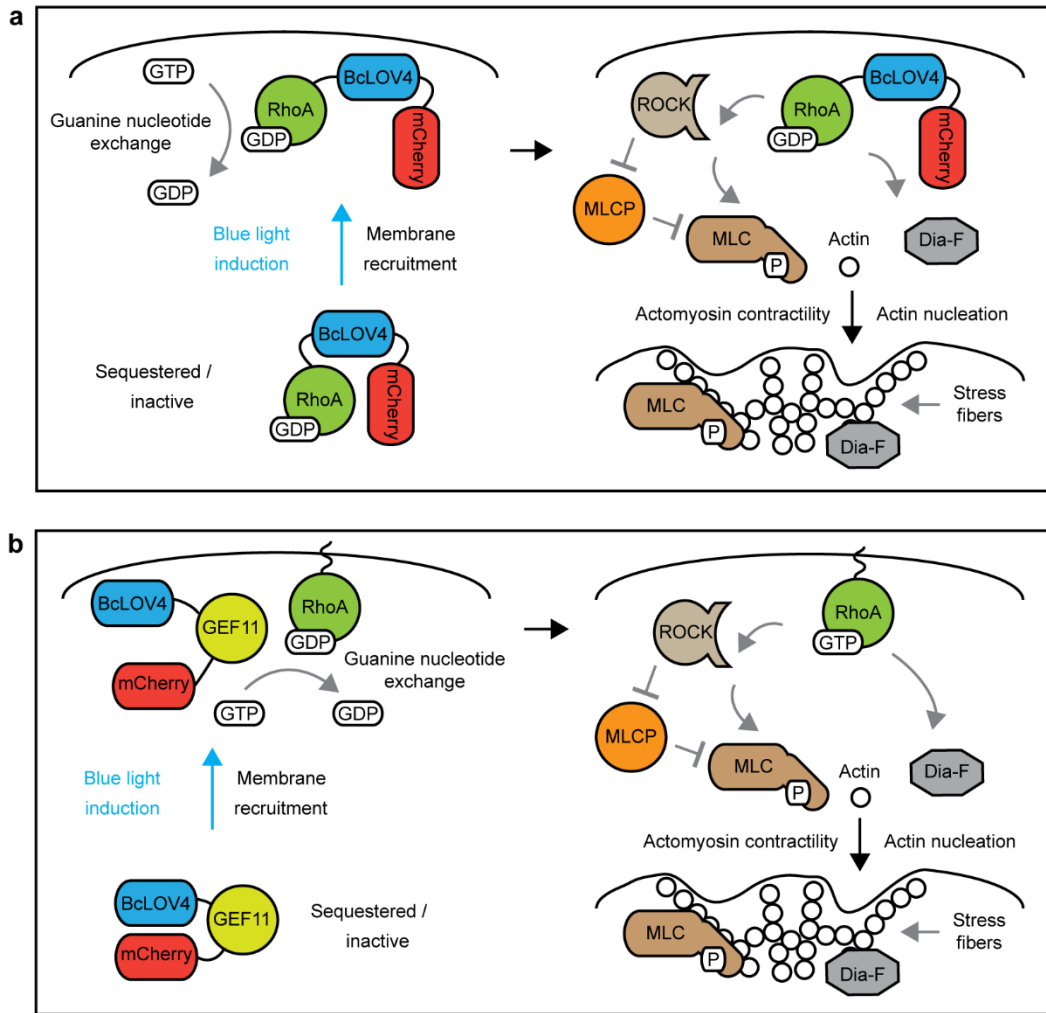 a
GTP
Guanine nucleotide
exchange
GDP
RhoA
GDP
BcLOV4
mCherry
Blue light
induction
Membrane
recruitment
Sequestered /
inactive
BcLOV4
RhoA
GDP
mCherry
ROCK
RhoA
GDP
BcLOV4
mCherry
MLCP
MLC
P
Actin
Dia-F
Actomyosin contractility
Actin nucleation
MLC
P
Dia-F
Stress
fibers
b
BcLOV4
GEF11
mCherry
RhoA
GDP
Guanine nucleotide
exchange
GTP
GDP
Blue light
induction
Membrane
recruitment
BcLOV4
mCherry
GEF11
Sequestered /
inactive
ROCK
RhoA
GTP
MLCP
MLC
P
Actin
Dia-F
Actomyosin contractility
Actin nucleation
MLC
P
Dia-F
Stress
fibers